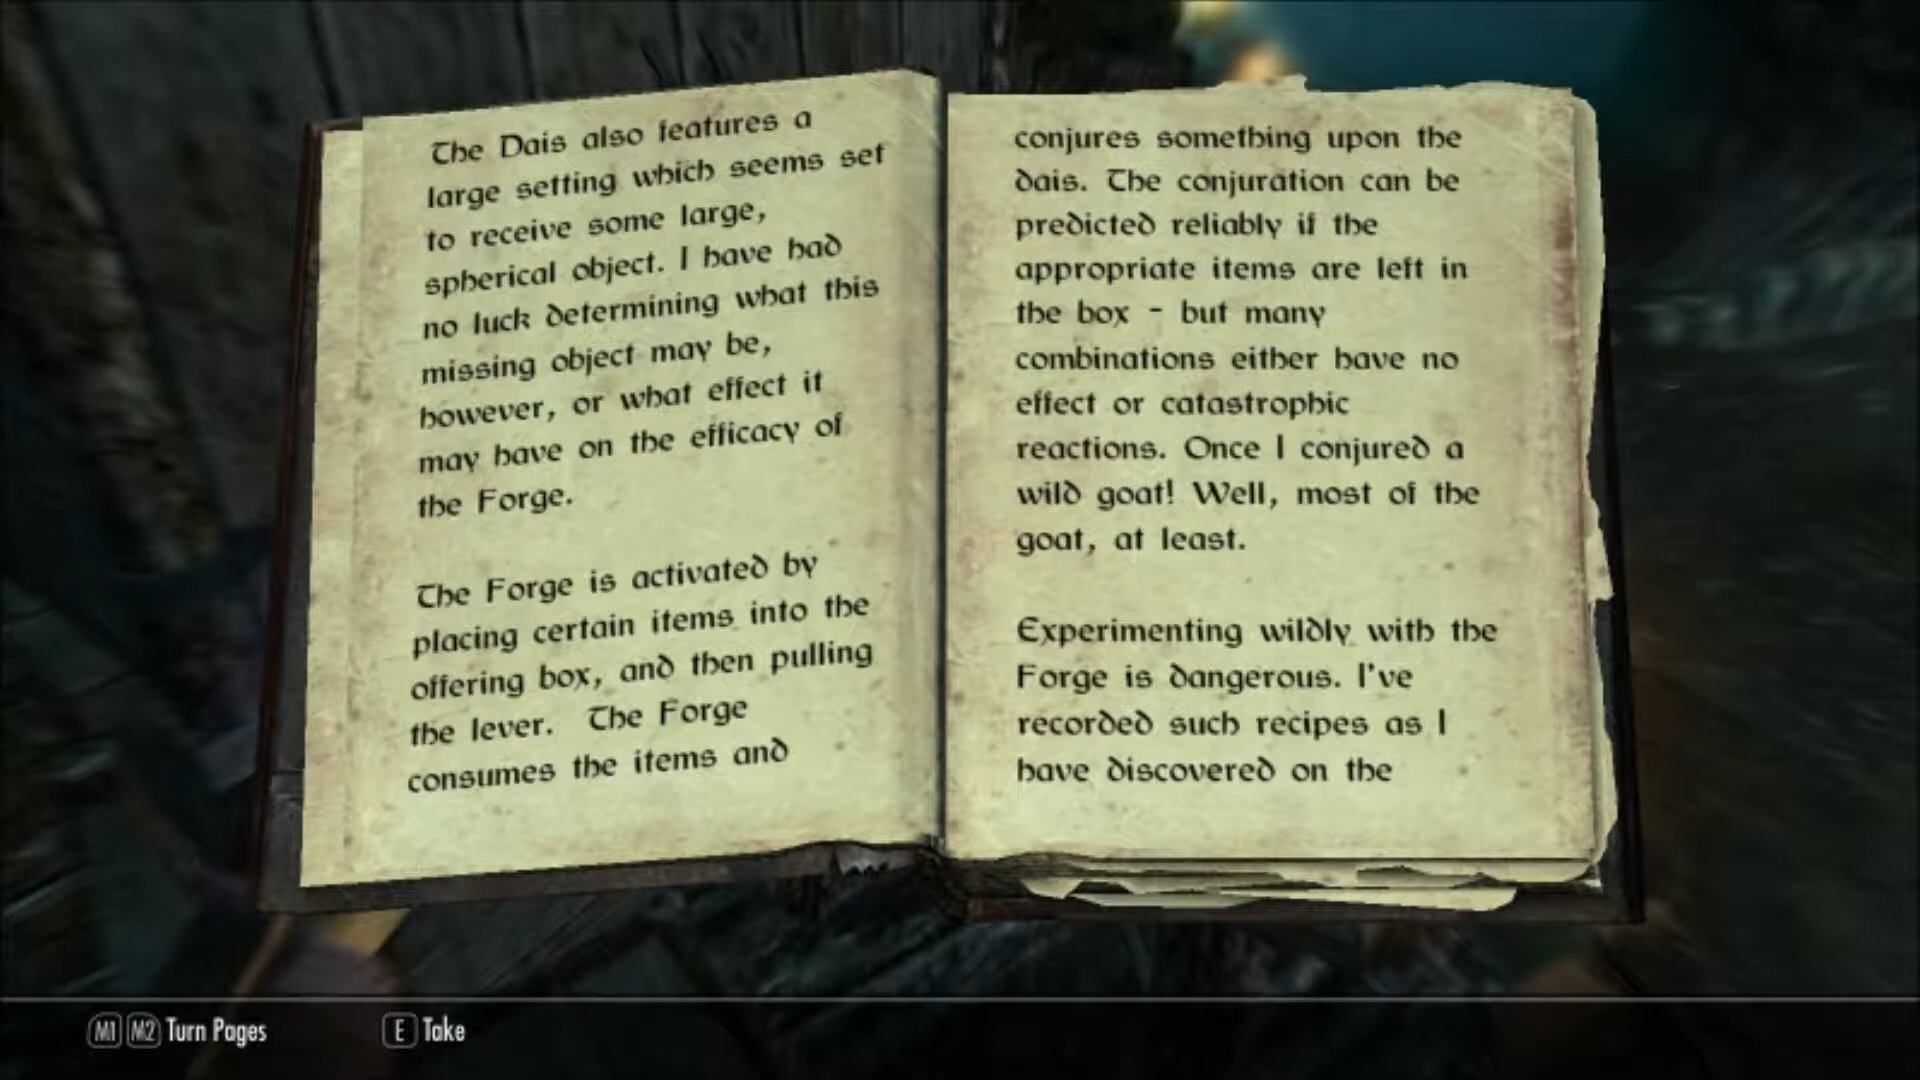 The Dais also features a
large setting which seems set
to receive some large,
spherical object. I have had
no luck determining what this
missing object may be,
however, or what effect it
may have on the efficacy of
the Forge.
The Forge is activated by
placing certain items into the
offering box, and then pulling
the lever. The Forge
consumes the items and
conjures something upon the
dais. The conjuration can be
predicted reliably if the
appropriate items are left in
the box - but many
combinations either have no
effect or catastrophic
reactions. Once I conjured a
wild goat! Well, most of the
goat, at least.
Experimenting wildly with the
Forge is dangerous. I've
recorded such recipes as I
have discovered on the
M1 M2 Turn Pages
E Take